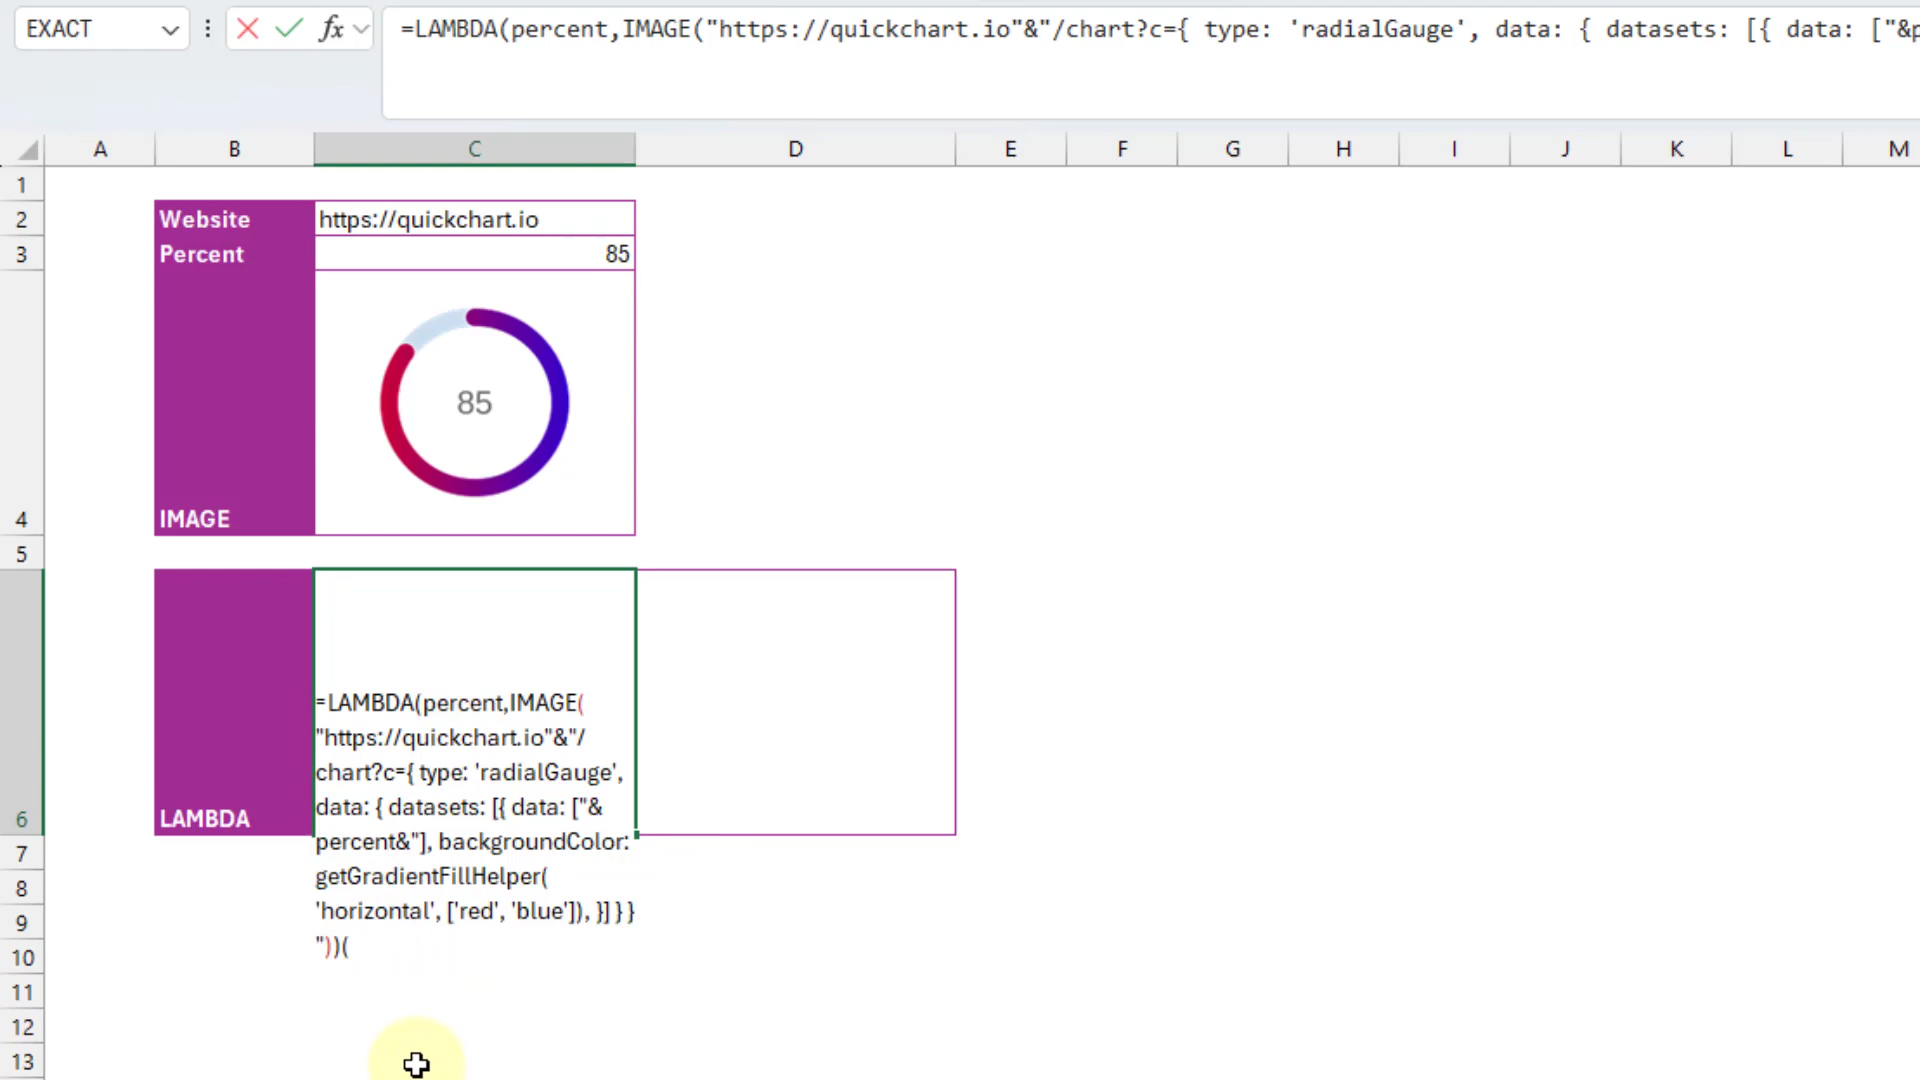 EXACT
fx
=LAMBDA(percent,IMAGE("https://quickchart.io"&"/chart?c={ type: 'radialGauge', data: { datasets: [{ data: ["&p
A B C D E F G H I J K L M
1
2 Website https://quickchart.io
3 Percent 85
85
4 IMAGE
5
=LAMBDA(percent,IMAGE(
"https://quickchart.io"&"/
chart?c={ type: 'radialGauge',
data: { datasets: [{ data: ["&
6 LAMBDA
percent&"], backgroundColor:
7
getGradientFillHelper(
8
'horizontal', ['red', 'blue']), }] } }
9
"))(
10
11
12
13